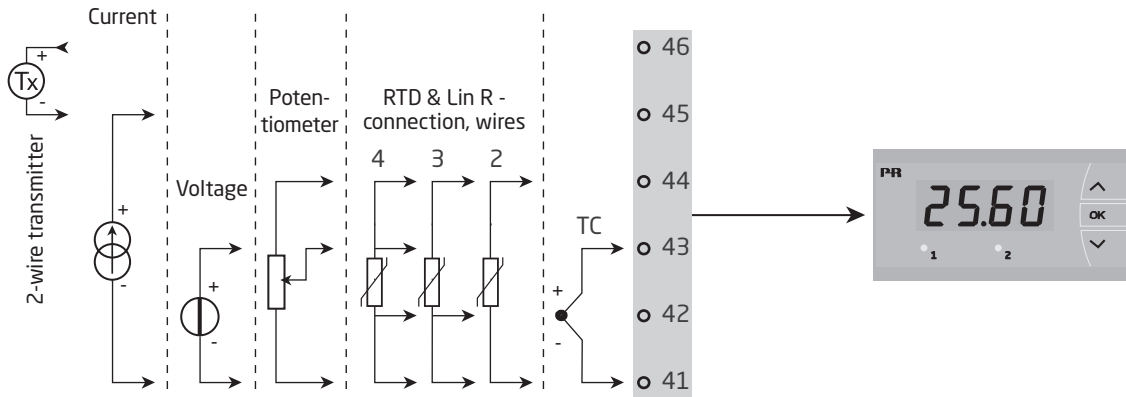 Current
+
Tx
-
2-wire transmitter
+
-
Voltage
+
-
Poten-
tiometer
RTD & Lin R -
connection, wires
4 3 2
TC
+
-
46
45
44
43
42
41
PR
25.60
OK
1 2